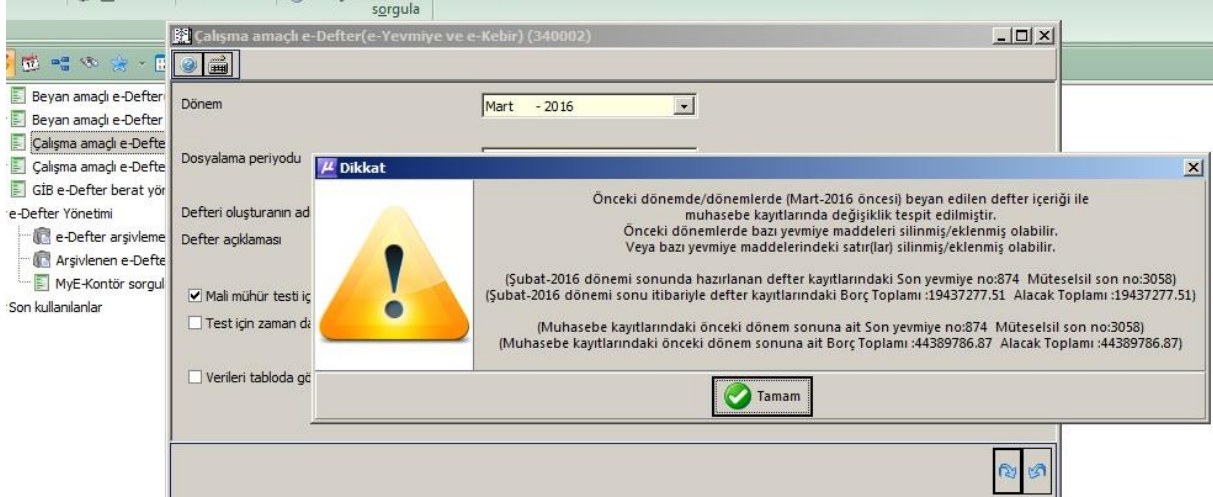 sorgula
Çalışma amaçlı e-Defter(e-Yevmiye ve e-Kebir) (340002)
Beyan amaçlı e-Defter
Beyan amaçlı e-Defter
Çalışma amaçlı e-Defte
Çalışma amaçlı e-Defte
GİB e-Defter berat yör
e-Defter Yönetimi
e-Defter arşivleme
Arşivlenen e-Defte
MyE-Kontör sorgul
Son kullanılanlar
Dönem
Mart - 2016
Dosyalama periyodu
Defteri oluşturanın ad
Defter açıklaması
Mali mühür testi iç
Test için zaman da
Verileri tabloda gö
Dikkat
Önceki dönemde/dönemlerde (Mart-2016 öncesi) beyan edilen defter içeriği ile
muhasebe kayıtlarında değişiklik tespit edilmiştir.
Önceki dönemlerde bazı yevmiye maddeleri silinmiş/eklenmiş olabilir.
Veya bazı yevmiye maddelerindeki satır(lar) silinmiş/eklenmiş olabilir.
(Şubat-2016 dönemi sonunda hazırlanan defter kayıtlarındaki Son yevmiye no:874 Müteselsil son no:3058)
(Şubat-2016 dönemi sonu itibariyle defter kayıtlarındaki Borç Toplamı :19437277.51 Alacak Toplamı :19437277.51)
(Muhasebe kayıtlarındaki önceki dönem sonuna ait Son yevmiye no:874 Müteselsil son no:3058)
(Muhasebe kayıtlarındaki önceki dönem sonuna ait Borç Toplamı :44389786.87 Alacak Toplamı :44389786.87)
Tamam